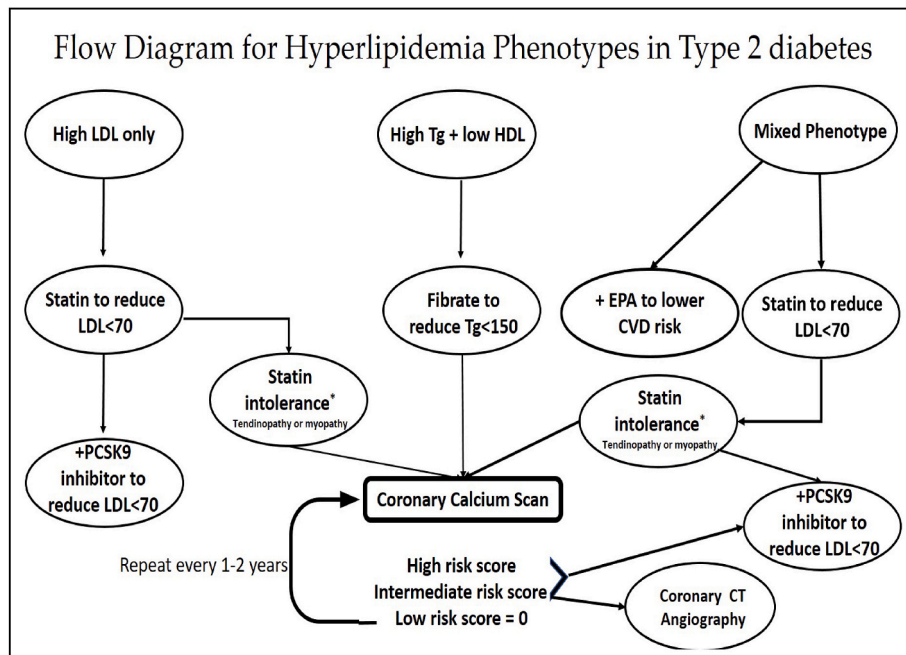 Flow Diagram for Hyperlipidemia Phenotypes in Type 2 diabetes
High LDL only
High Tg + low HDL
Mixed Phenotype
Statin to reduce
LDL<70
Fibrate to
reduce Tg<150
+ EPA to lower
CVD risk
Statin to reduce
LDL<70
Statin
intolerance*
Tendinopathy or myopathy
Statin
intolerance*
Tendinopathy or myopathy
+PCSK9
inhibitor to
reduce LDL<70
Coronary Calcium Scan
+PCSK9
inhibitor to
reduce LDL<70
Repeat every 1-2 years
High risk score
Intermediate risk score
Low risk score = 0
Coronary CT
Angiography